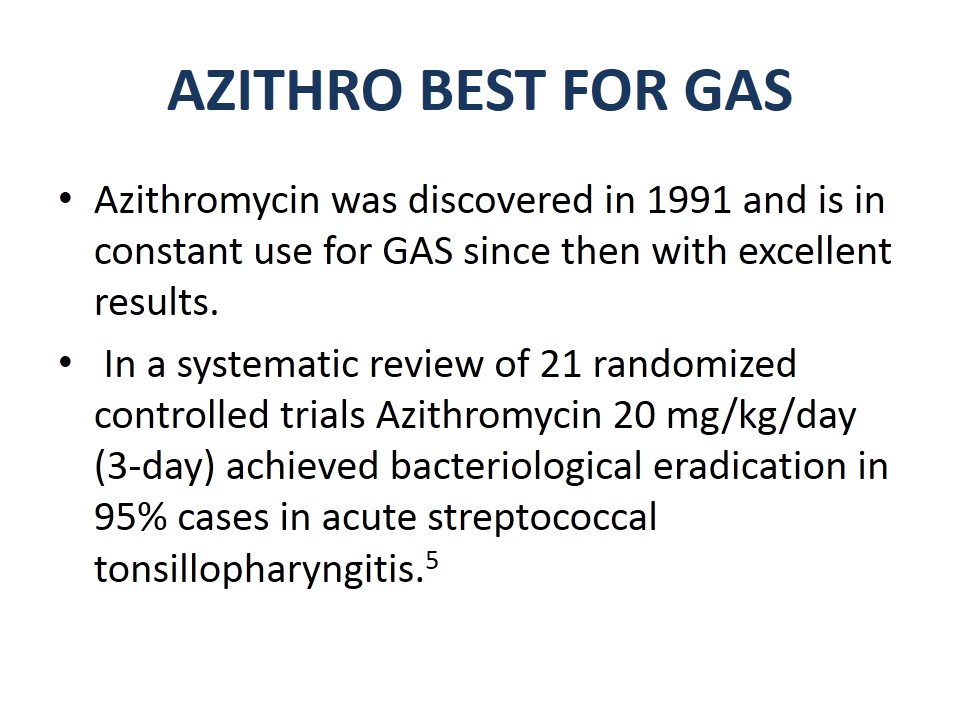 AZITHRO BEST FOR GAS
• Azithromycin was discovered in 1991 and is in
constant use for GAS since then with excellent
results.
• In a systematic review of 21 randomized
controlled trials Azithromycin 20 mg/kg/day
(3-day) achieved bacteriological eradication in
95% cases in acute streptococcal
tonsillopharyngitis.⁵